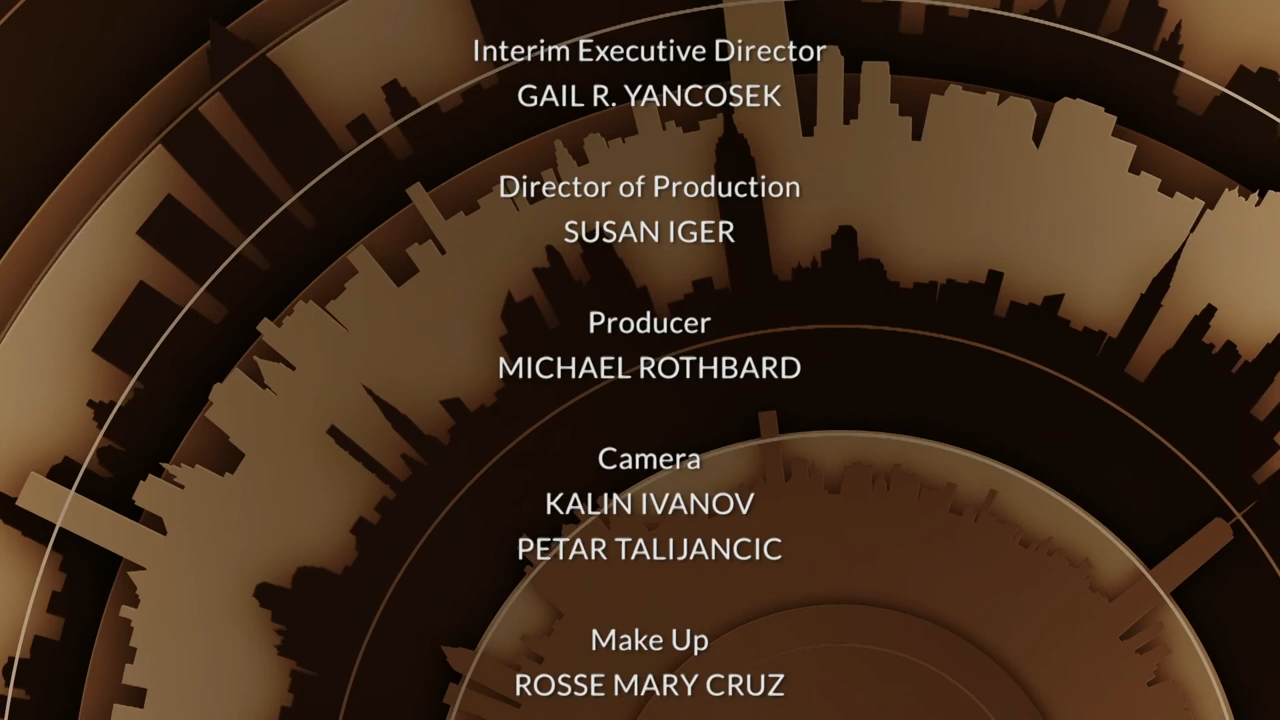 Interim Executive Director
GAIL R. YANCOSEK
Director of Production
SUSAN IGER
Producer
MICHAEL ROTHBARD
Camera
KALIN IVANOV
PETAR TALIJANCIC
Make Up
ROSSE MARY CRUZ